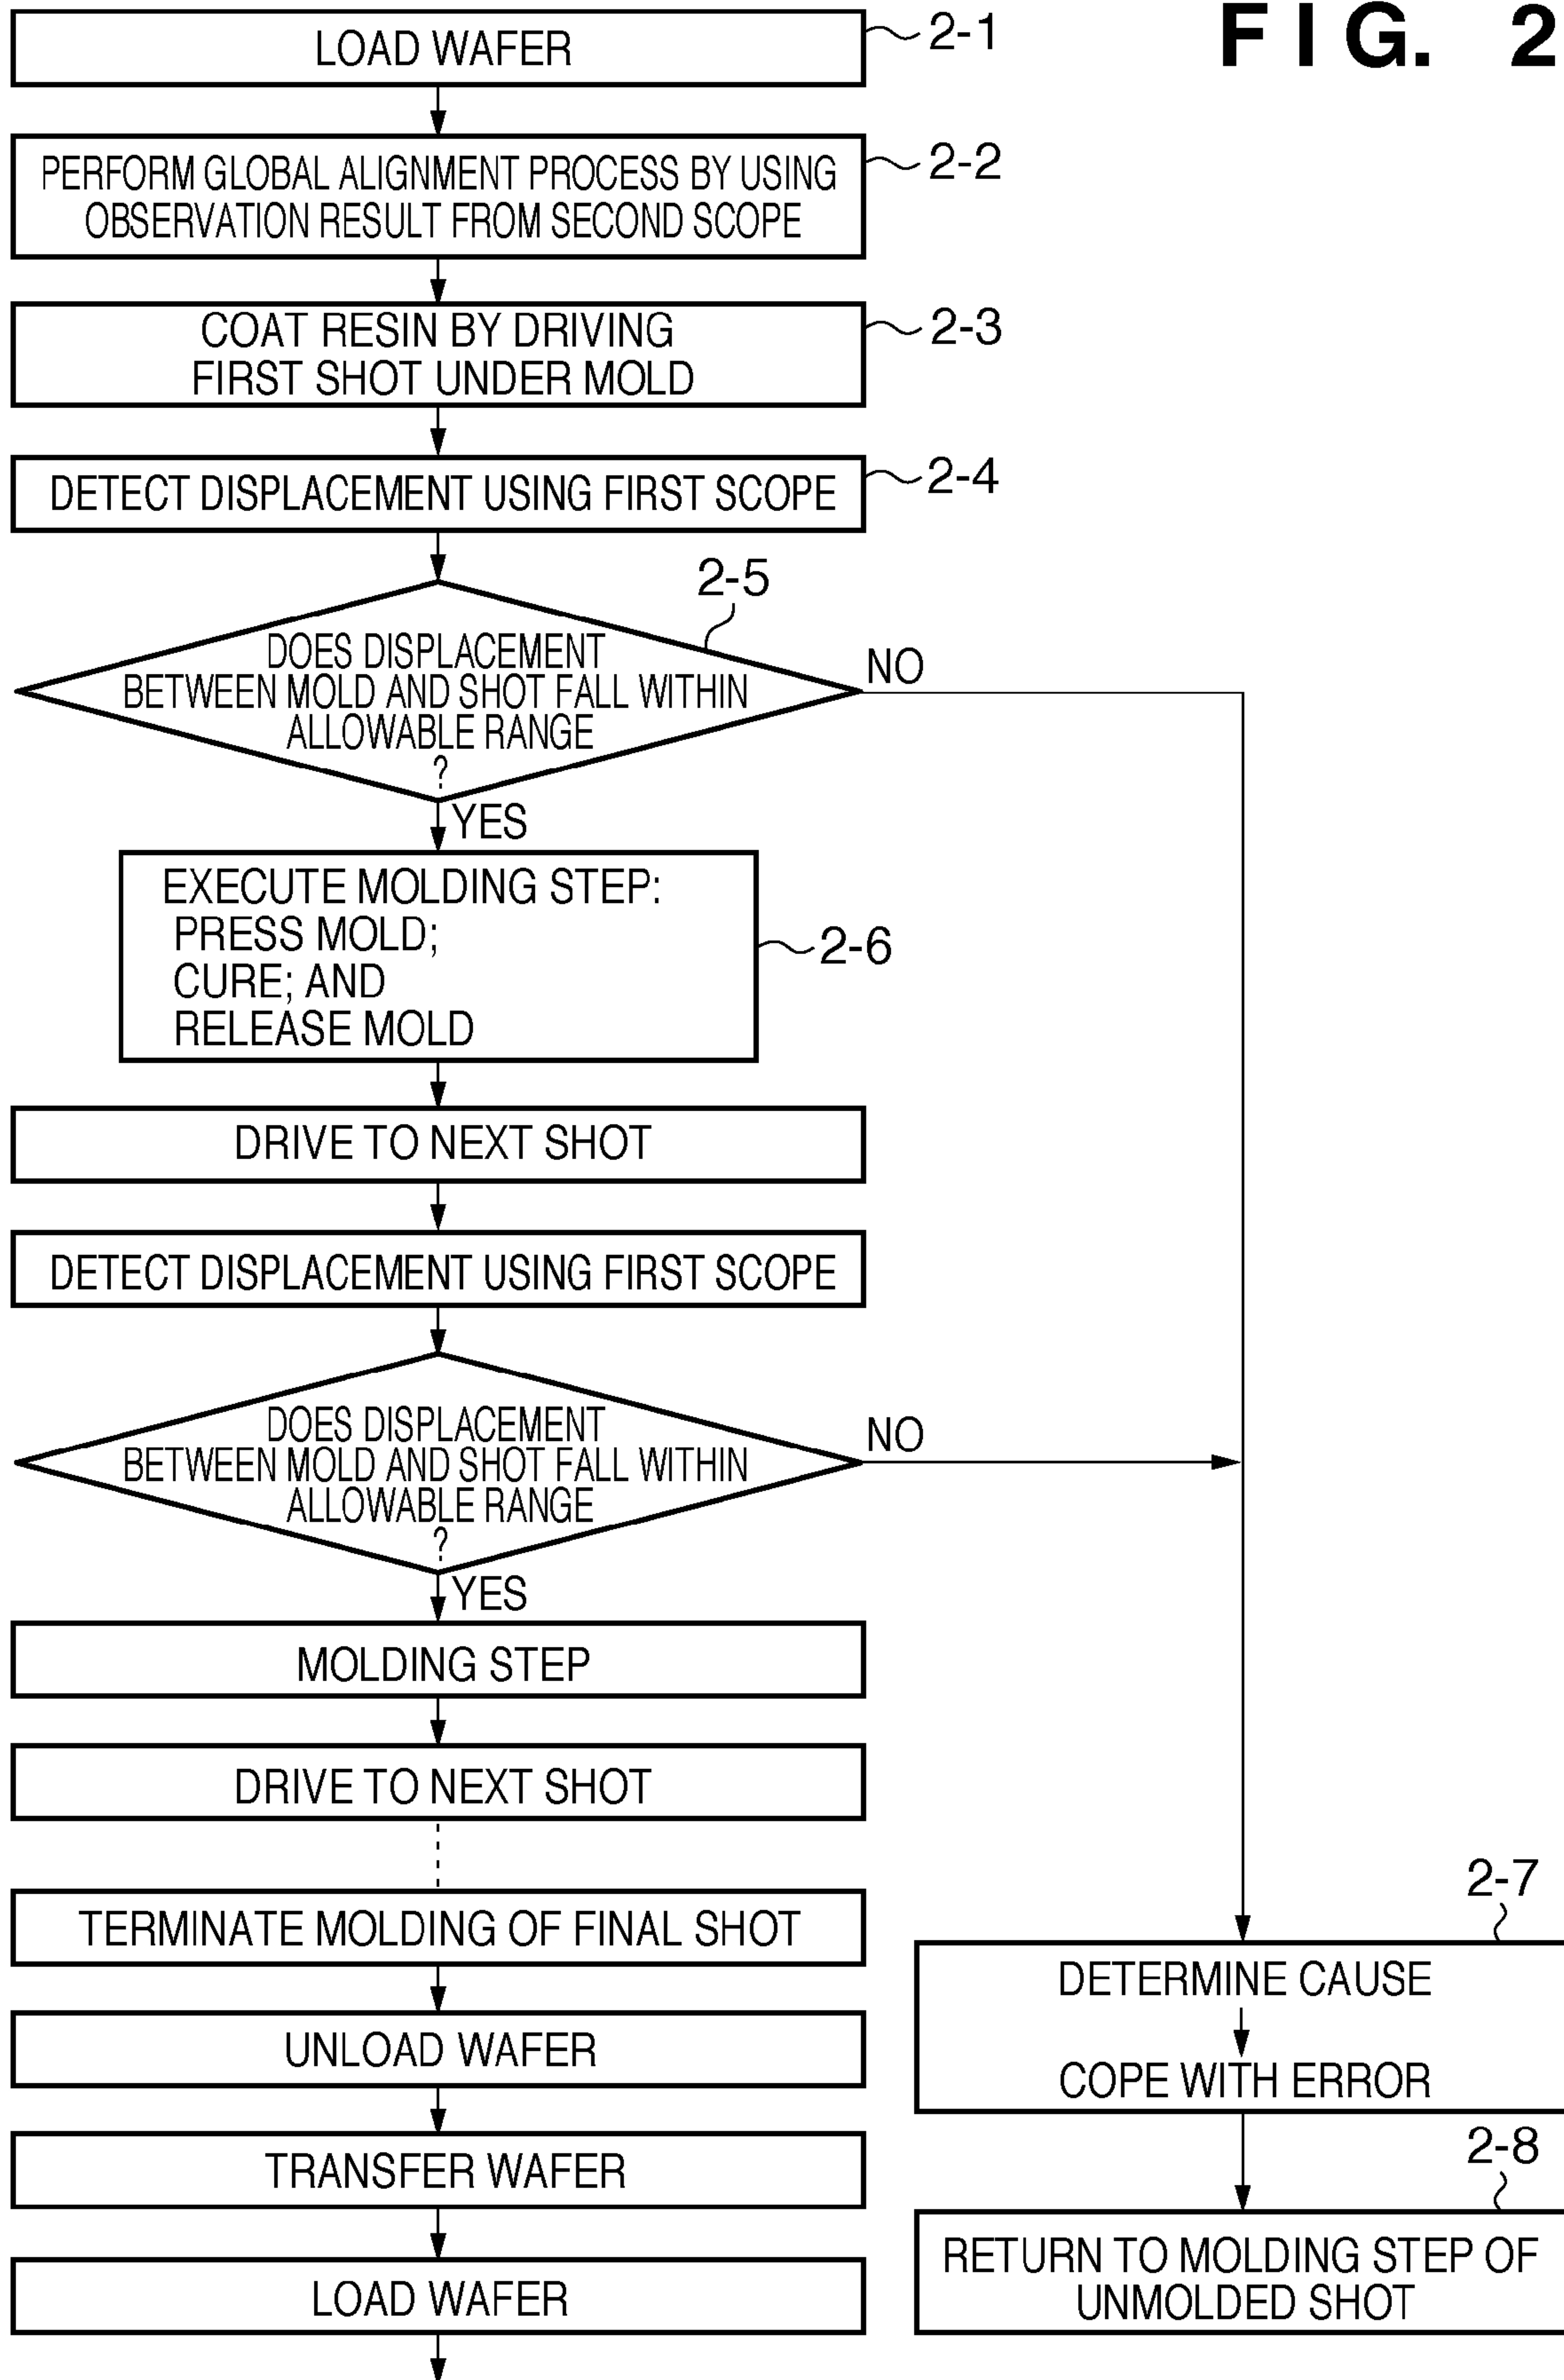 FIG. 2
LOAD WAFER
2-1
PERFORM GLOBAL ALIGNMENT PROCESS BY USING
OBSERVATION RESULT FROM SECOND SCOPE
2-2
COAT RESIN BY DRIVING
FIRST SHOT UNDER MOLD
2-3
DETECT DISPLACEMENT USING FIRST SCOPE
2-4
2-5
DOES DISPLACEMENT
BETWEEN MOLD AND SHOT FALL WITHIN
ALLOWABLE RANGE
?
NO
YES
EXECUTE MOLDING STEP:
PRESS MOLD;
CURE; AND
RELEASE MOLD
2-6
DRIVE TO NEXT SHOT
DETECT DISPLACEMENT USING FIRST SCOPE
DOES DISPLACEMENT
BETWEEN MOLD AND SHOT FALL WITHIN
ALLOWABLE RANGE
?
NO
YES
MOLDING STEP
DRIVE TO NEXT SHOT
TERMINATE MOLDING OF FINAL SHOT
UNLOAD WAFER
TRANSFER WAFER
LOAD WAFER
2-7
DETERMINE CAUSE
COPE WITH ERROR
2-8
RETURN TO MOLDING STEP OF
UNMOLDED SHOT